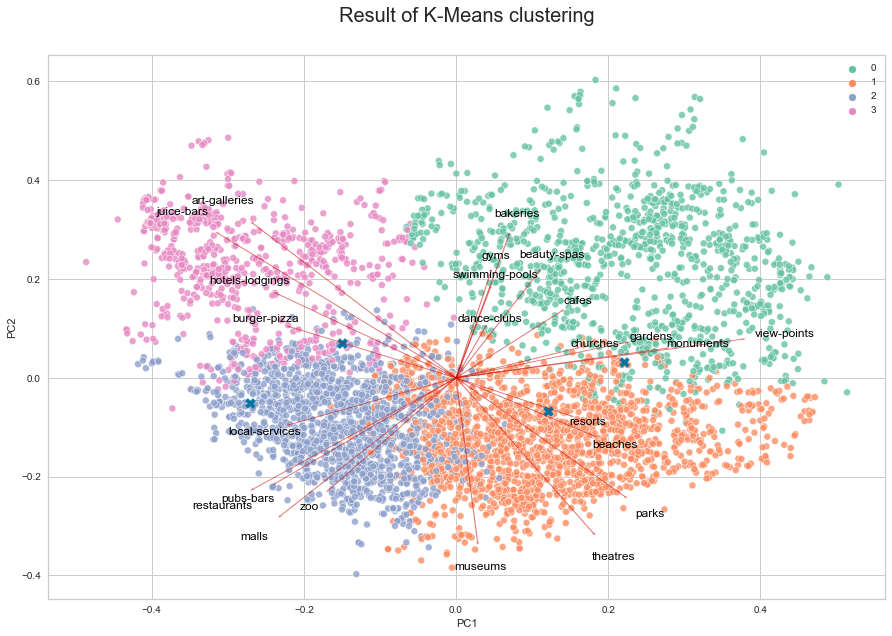 Result of K-Means clustering
0
1
2
3
0.6
0.4
0.2
0.0
−0.2
−0.4
PC2
art-galleries
juice-bars
bakeries
gyms
beauty-spas
swimming-pools
hotels-lodgings
cafes
burger-pizza
dance-clubs
view-points
gardens
churches
monuments
resorts
local-services
beaches
pubs-bars
restaurants
zoo
parks
malls
theatres
museums
−0.4
−0.2
0.0
0.2
0.4
PC1